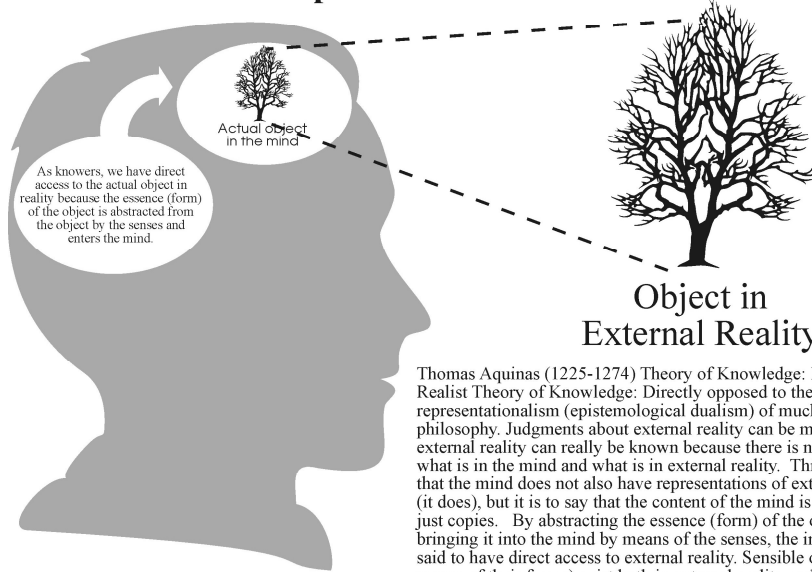 Actual object
in the mind
As knowers, we have direct
access to the actual object in
reality because the essence (form)
of the object is abstracted from
the object by the senses and
enters the mind.
Object in
External Reality
Thomas Aquinas (1225-1274) Theory of Knowledge:
Realist Theory of Knowledge: Directly opposed to the
representationalism (epistemological dualism) of much
philosophy. Judgments about external reality can be
external reality can really be known because there is
what is in the mind and what is in external reality.
that the mind does not also have representations of
(it does), but it is to say that the content of the mind is
just copies. By abstracting the essence (form) of the
bringing it into the mind by means of the senses, the
said to have direct access to external reality. Sensible